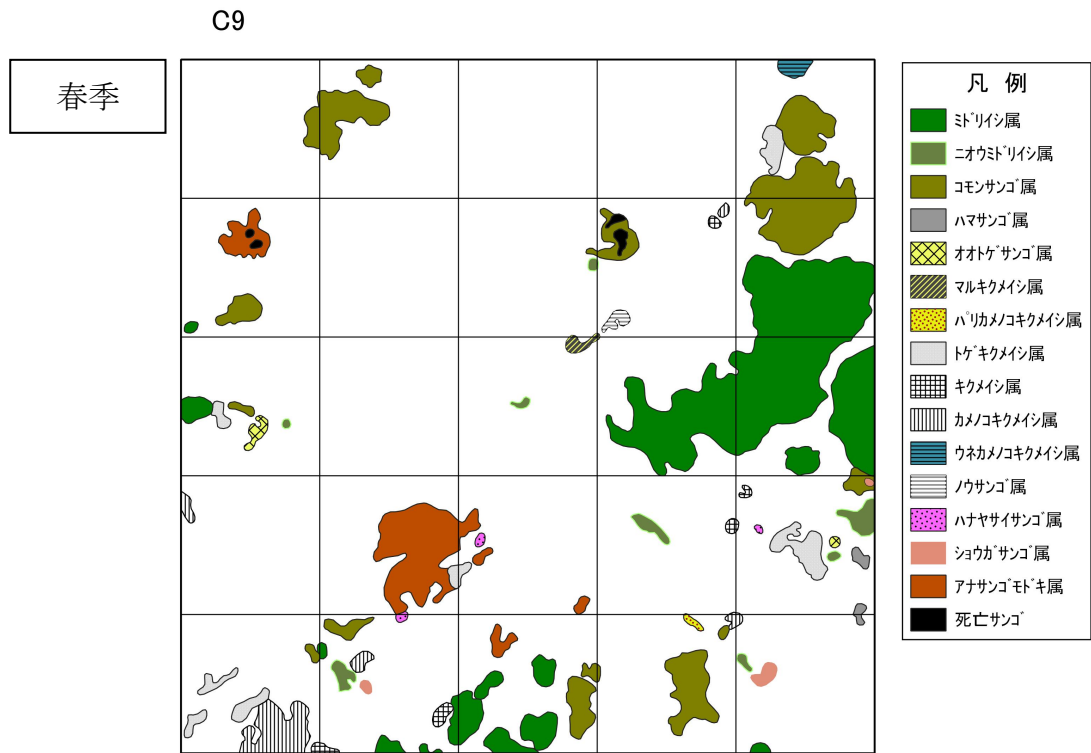 C9
春季
凡 例
ミドリイシ属
ニオウミドリイシ属
コモンサンゴ属
ハマサンゴ属
オオトゲサンゴ属
マルキクメイシ属
パリカメノコキクメイシ属
トゲキクメイシ属
キクメイシ属
カメノコキクメイシ属
ウネカメノコキクメイシ属
ノウサンゴ属
ハナヤサイサンゴ属
ショウガサンゴ属
アナサンゴモドキ属
死亡サンゴ